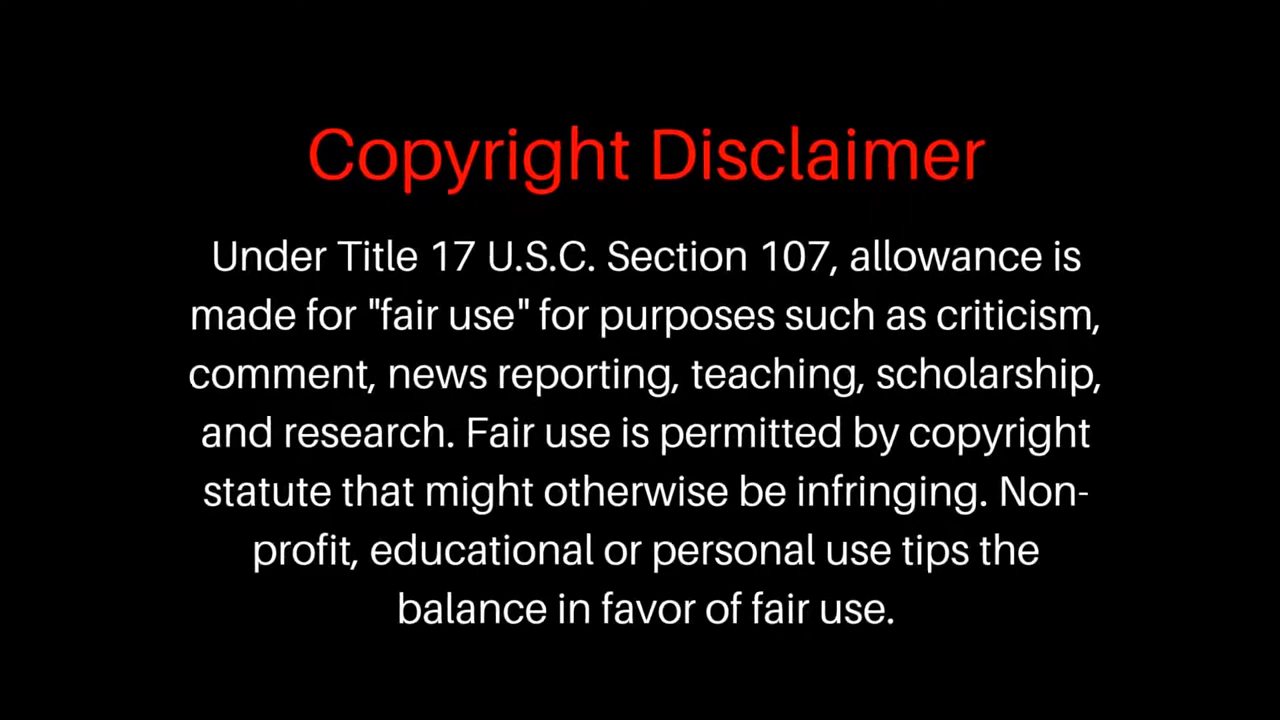 Copyright Disclaimer
Under Title 17 U.S.C. Section 107, allowance is
made for "fair use" for purposes such as criticism,
comment, news reporting, teaching, scholarship,
and research. Fair use is permitted by copyright
statute that might otherwise be infringing. Non-
profit, educational or personal use tips the
balance in favor of fair use.